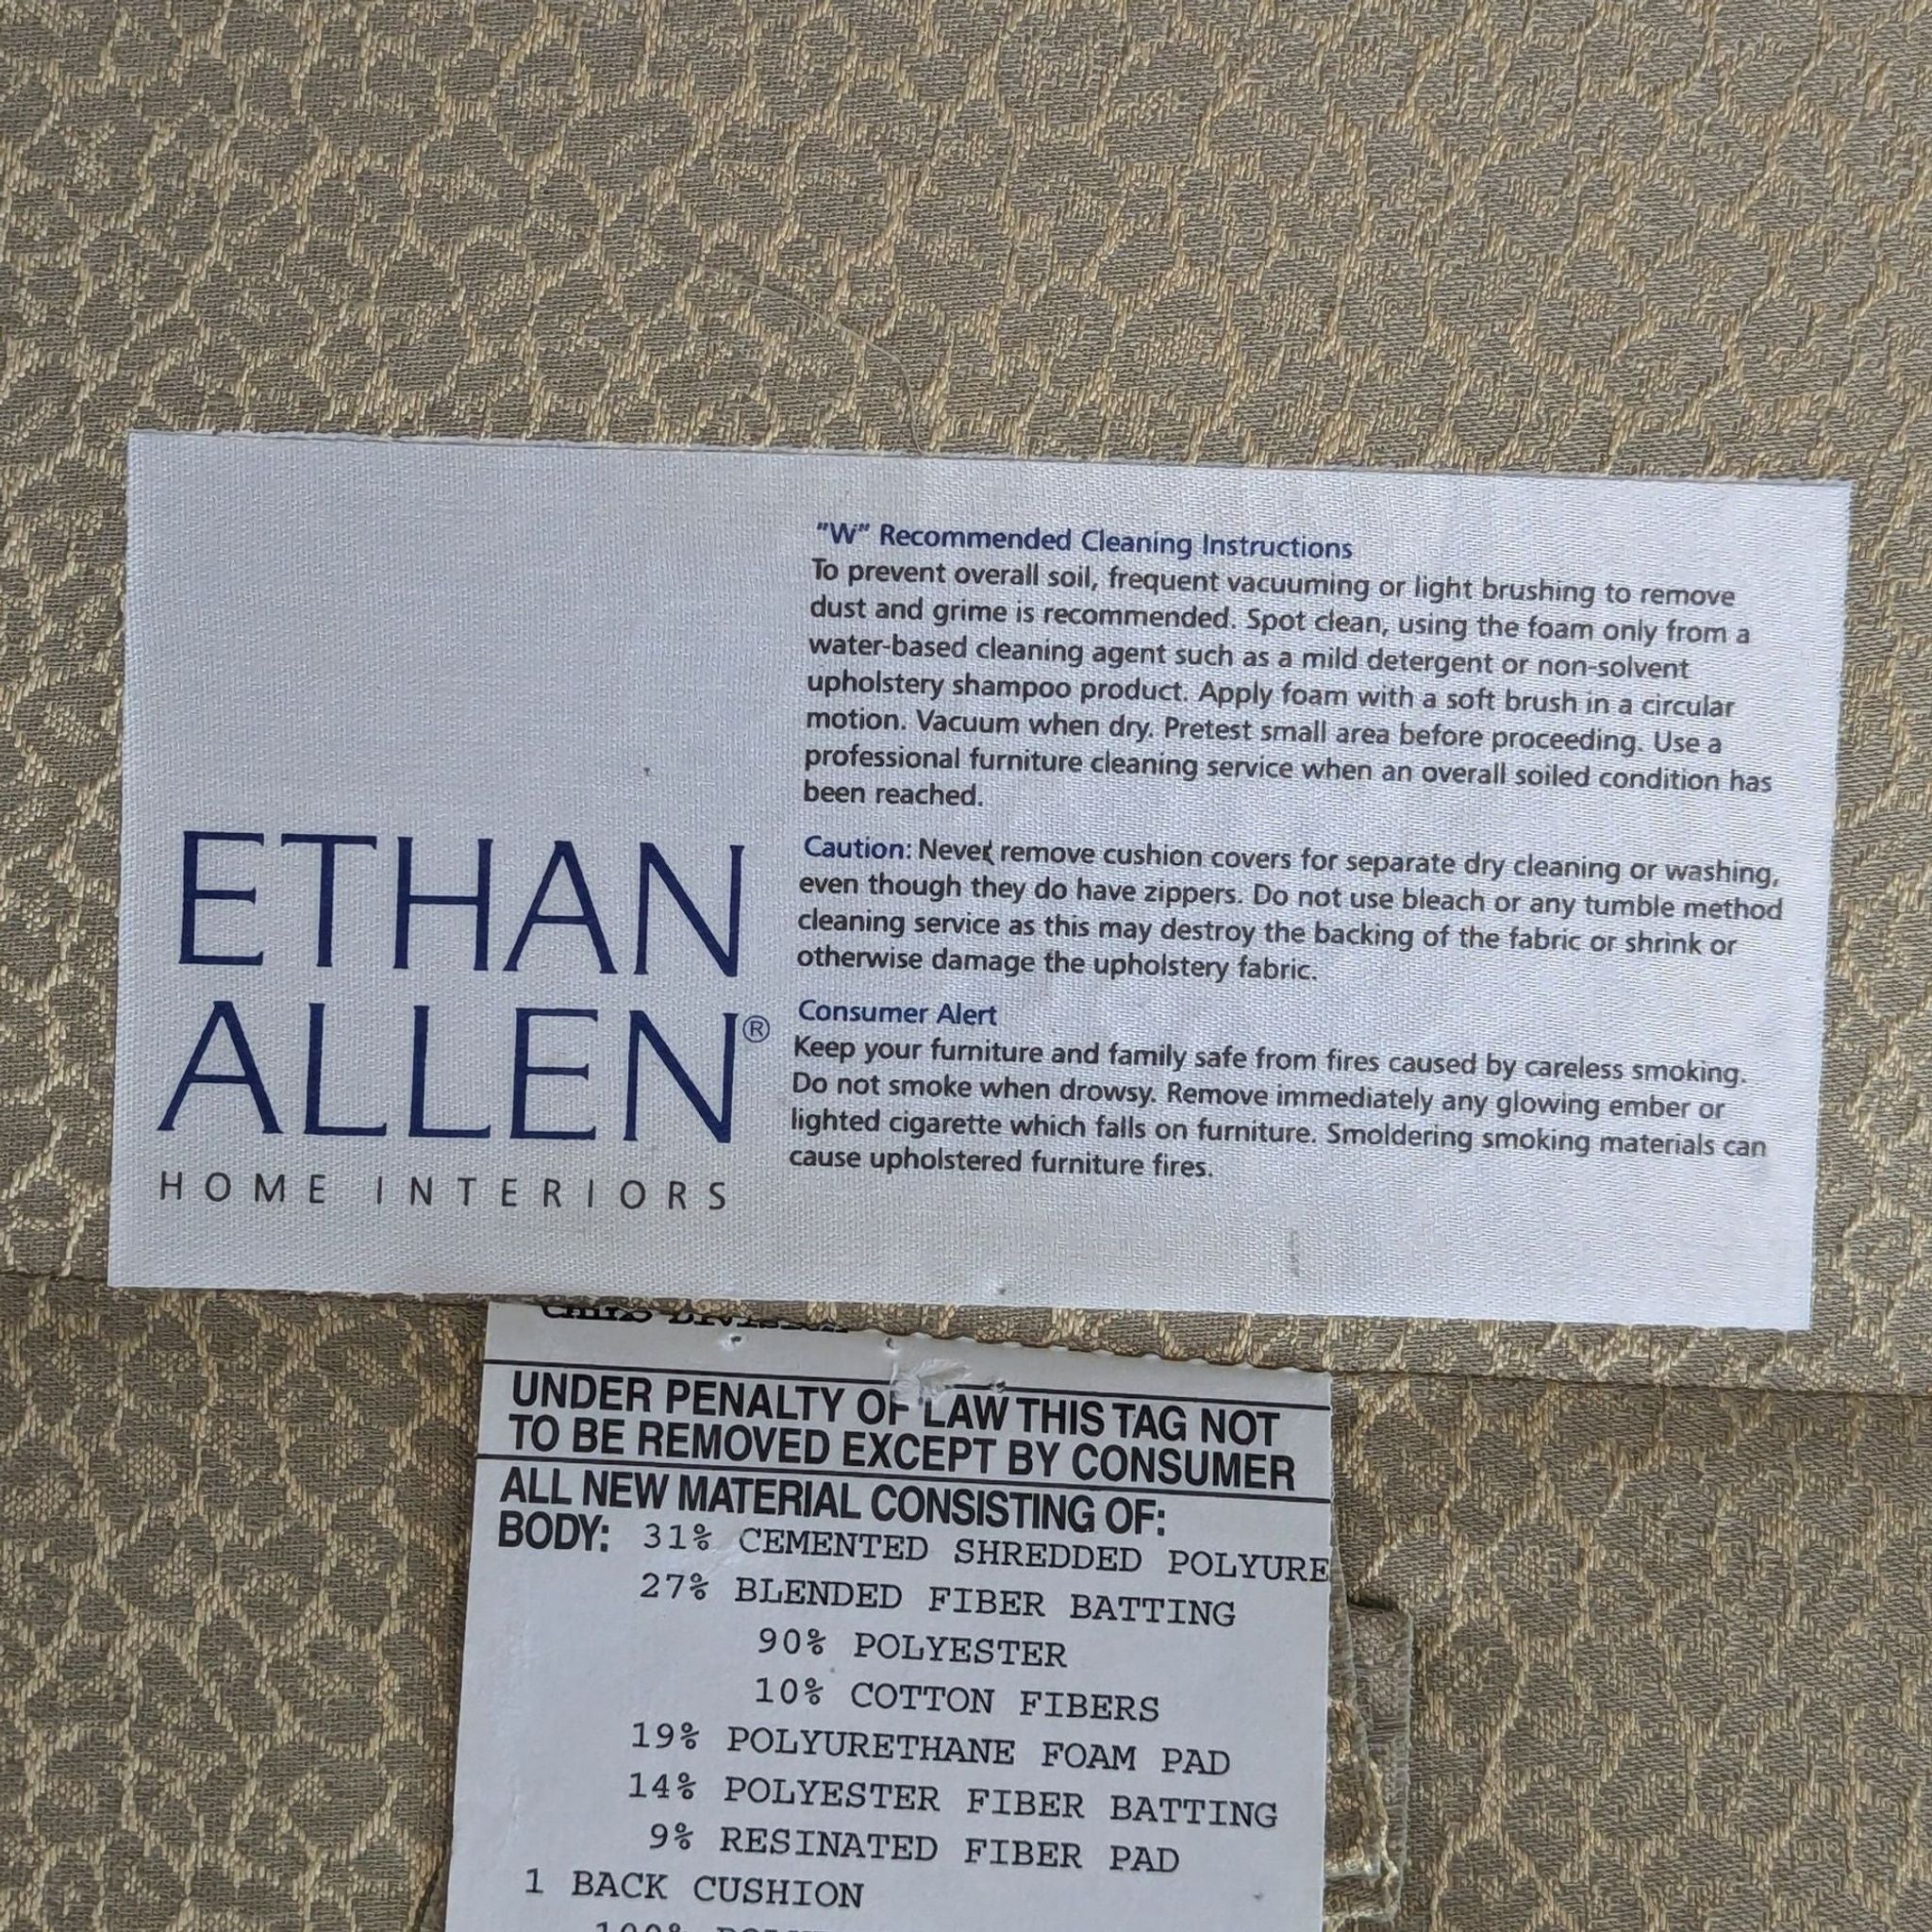 "W" Recommended Cleaning Instructions
To prevent overall soil, frequent vacuuming or light brushing to remove
dust and grime is recommended. Spot clean, using the foam only from a
water-based cleaning agent such as a mild detergent or non-solvent
upholstery shampoo product. Apply foam with a soft brush in a circular
motion. Vacuum when dry. Pretest small area before proceeding. Use a
professional furniture cleaning service when an overall soiled condition has
been reached.
Caution: Never remove cushion covers for separate dry cleaning or washing,
even though they do have zippers. Do not use bleach or any tumble method
cleaning service as this may destroy the backing of the fabric or shrink or
otherwise damage the upholstery fabric.
Consumer Alert
Keep your furniture and family safe from fires caused by careless smoking.
Do not smoke when drowsy. Remove immediately any glowing ember or
lighted cigarette which falls on furniture. Smoldering smoking materials can
cause upholstered furniture fires.
ETHAN
ALLEN®
HOME INTERIORS
Division
UNDER PENALTY OF LAW THIS TAG NOT
TO BE REMOVED EXCEPT BY CONSUMER
ALL NEW MATERIAL CONSISTING OF:
BODY: 31% CEMENTED SHREDDED POLYURE
27% BLENDED FIBER BATTING
90% POLYESTER
10% COTTON FIBERS
19% POLYURETHANE FOAM PAD
14% POLYESTER FIBER BATTING
9% RESINATED FIBER PAD
1 BACK CUSHION
100%